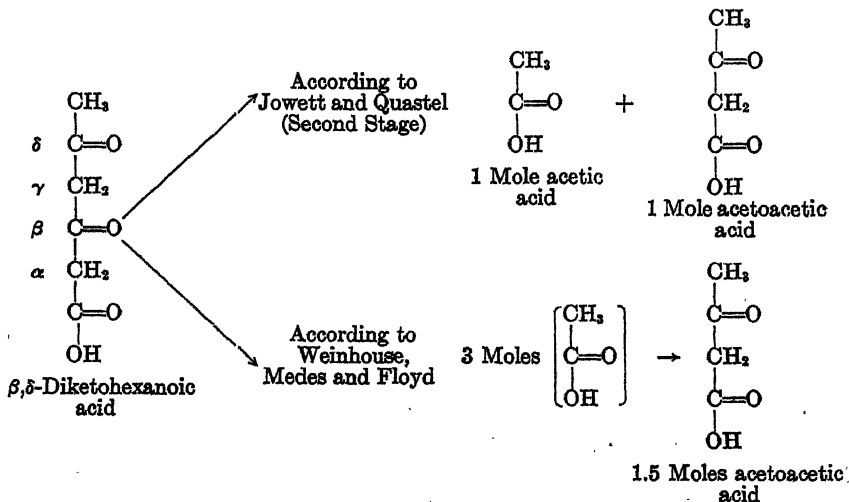 CH₃
δ C=O
γ CH₂
β C=O
α CH₂
C=O
OH
β,δ-Diketohexanoic
acid
According to
Jowett and Quastel
(Second Stage)
CH₃
C=O
OH
1 Mole acetic
acid
+
CH₃
C=O
CH₂
C=O
OH
1 Mole acetoacetic
acid
According to
Weinhouse,
Medes and Floyd
3 Moles
CH₃
C=O
OH
→
CH₃
C=O
CH₂
C=O
OH
1.5 Moles acetoacetic
acid